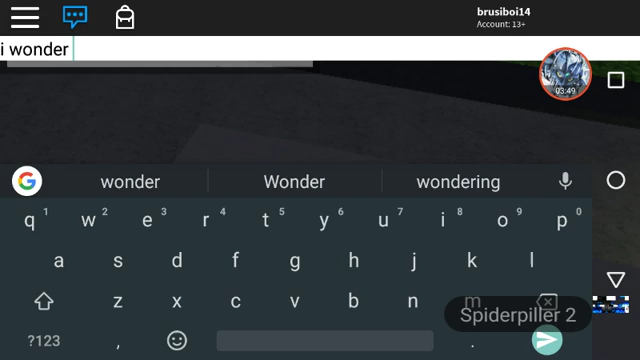 brusiboi14
Account: 13+
i wonder
03:49
G
wonder Wonder wondering
q 1 w 2 e 3 r 4 t 5 y 6 u 7 i 8 o 9 p 0
a s d f g h j k l
z x c v b n m
Spiderpiller 2
?123 , .